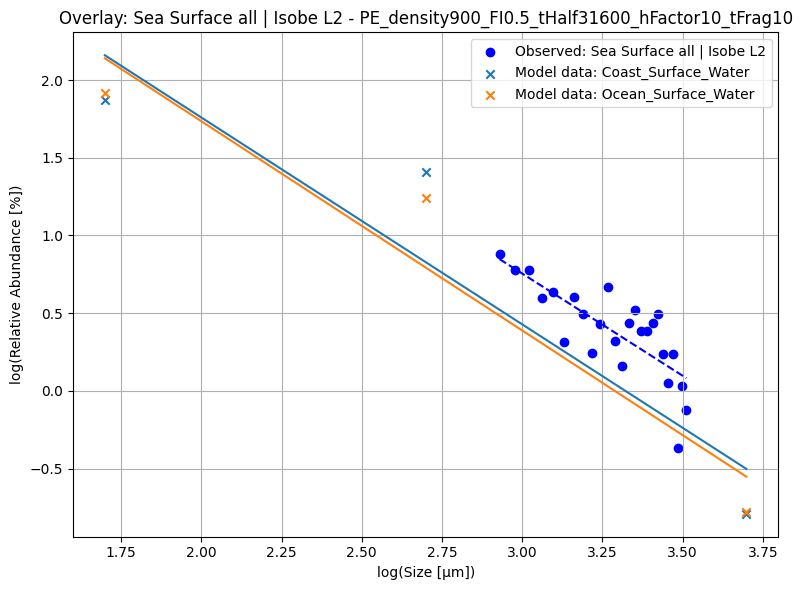 Overlay: Sea Surface all | Isobe L2 - PE_density900_FI0.5_tHalf31600_hFactor10_tFrag10
Observed: Sea Surface all | Isobe L2
Model data: Coast_Surface_Water
Model data: Ocean_Surface_Water
log(Relative Abundance [%])
2.0
1.5
1.0
0.5
0.0
−0.5
1.75 2.00 2.25 2.50 2.75 3.00 3.25 3.50 3.75
log(Size [μm])